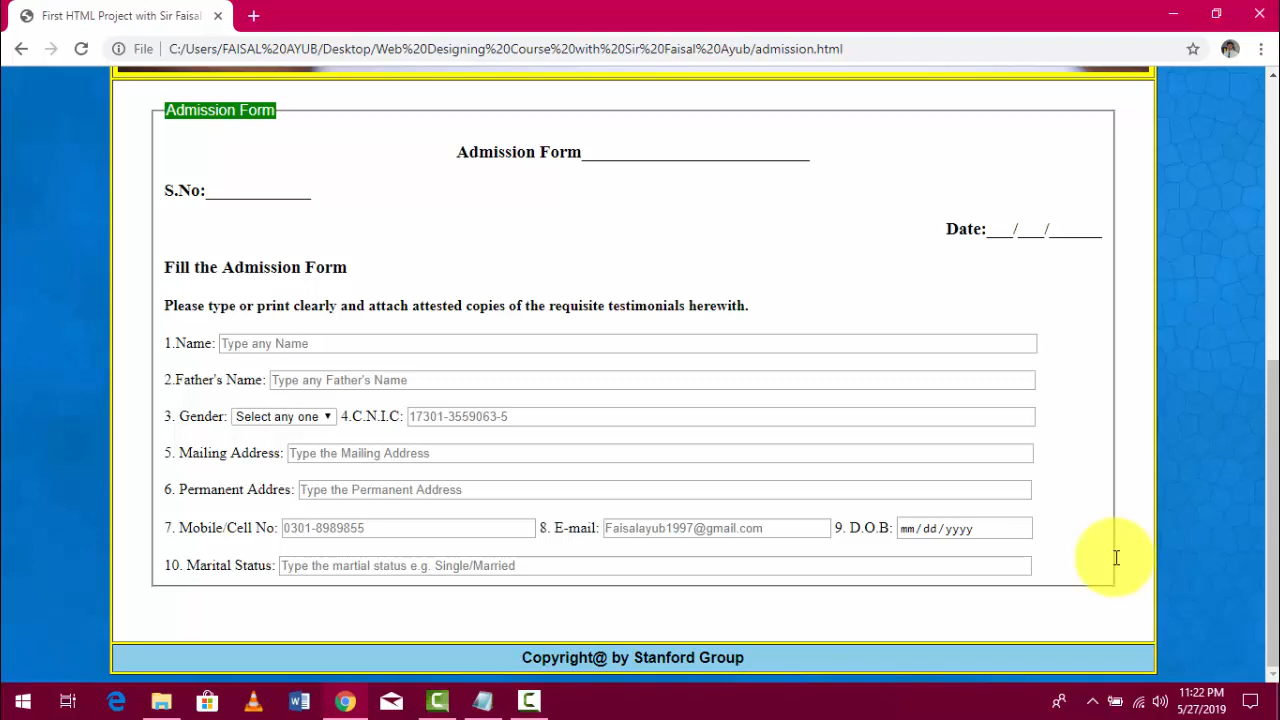 First HTML Project with Sir Faisal
File C:/Users/FAISAL%20AYUB/Desktop/Web%20Designing%20Course%20with%20Sir%20Faisal%20Ayub/admission.html
Admission Form
Admission Form__________________________
S.No:____________
Date:___/___/______
Fill the Admission Form
Please type or print clearly and attach attested copies of the requisite testimonials herewith.
1.Name: Type any Name
2.Father's Name: Type any Father's Name
3. Gender: Select any one 4.C.N.I.C: 17301-3559063-5
5. Mailing Address: Type the Mailing Address
6. Permanent Addres: Type the Permanent Address
7. Mobile/Cell No: 0301-8989855 8. E-mail: Faisalayub1997@gmail.com 9. D.O.B: mm/dd/yyyy
10. Marital Status: Type the martial status e.g. Single/Married
Copyright@ by Stanford Group
11:22 PM
5/27/2019